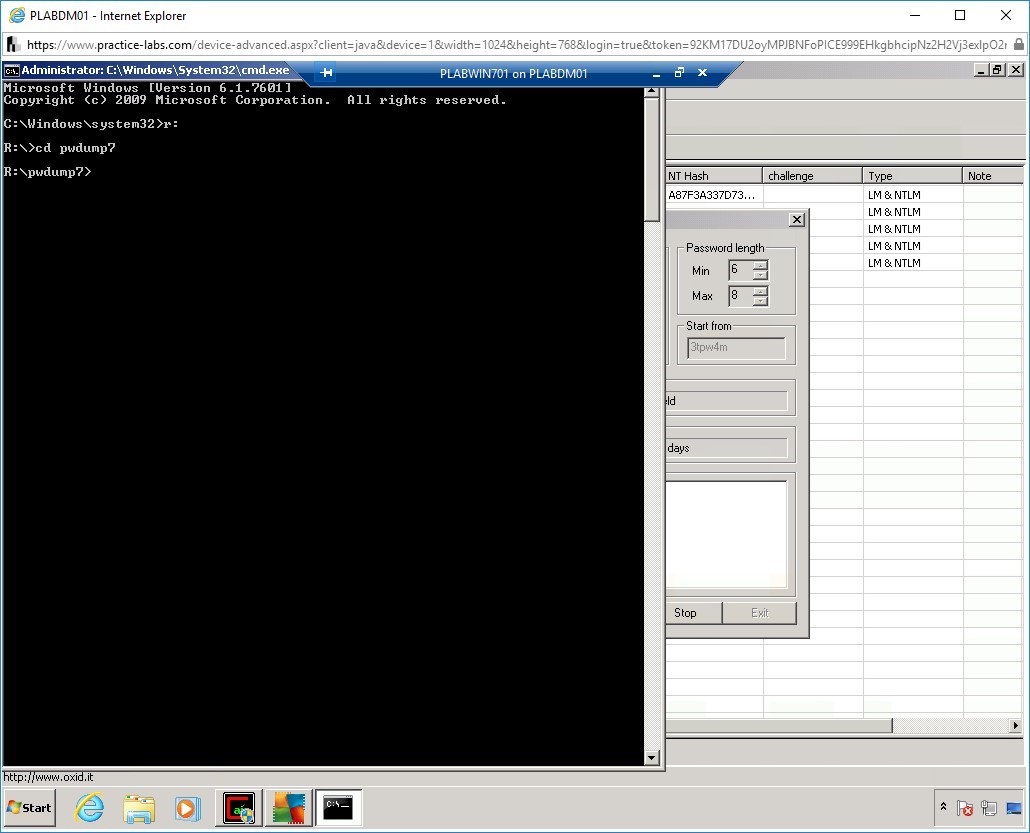 PLABDM01 - Internet Explorer
https://www.practice-labs.com/device-advanced.aspx?client=java&device=1&width=1024&height=768&login=true&token=92KM17DU2oyMPJBNFoPICE999EHkgbhcipNz2H2Vj3exlpO2r
Administrator: C:\Windows\System32\cmd.exe
PLABWIN701 on PLABDM01
Microsoft Windows [Version 6.1.7601]
Copyright (c) 2009 Microsoft Corporation.  All rights reserved.
C:\Windows\system32>r:
R:\>cd pwdump7
R:\pwdump7>
NT Hash challenge Type Note
A87F3A337D73... LM & NTLM
LM & NTLM
LM & NTLM
LM & NTLM
LM & NTLM
Password length
Min 6
Max 8
Start from
3tpw4m
days
Stop Exit
http://www.oxid.it
Start
C:\_